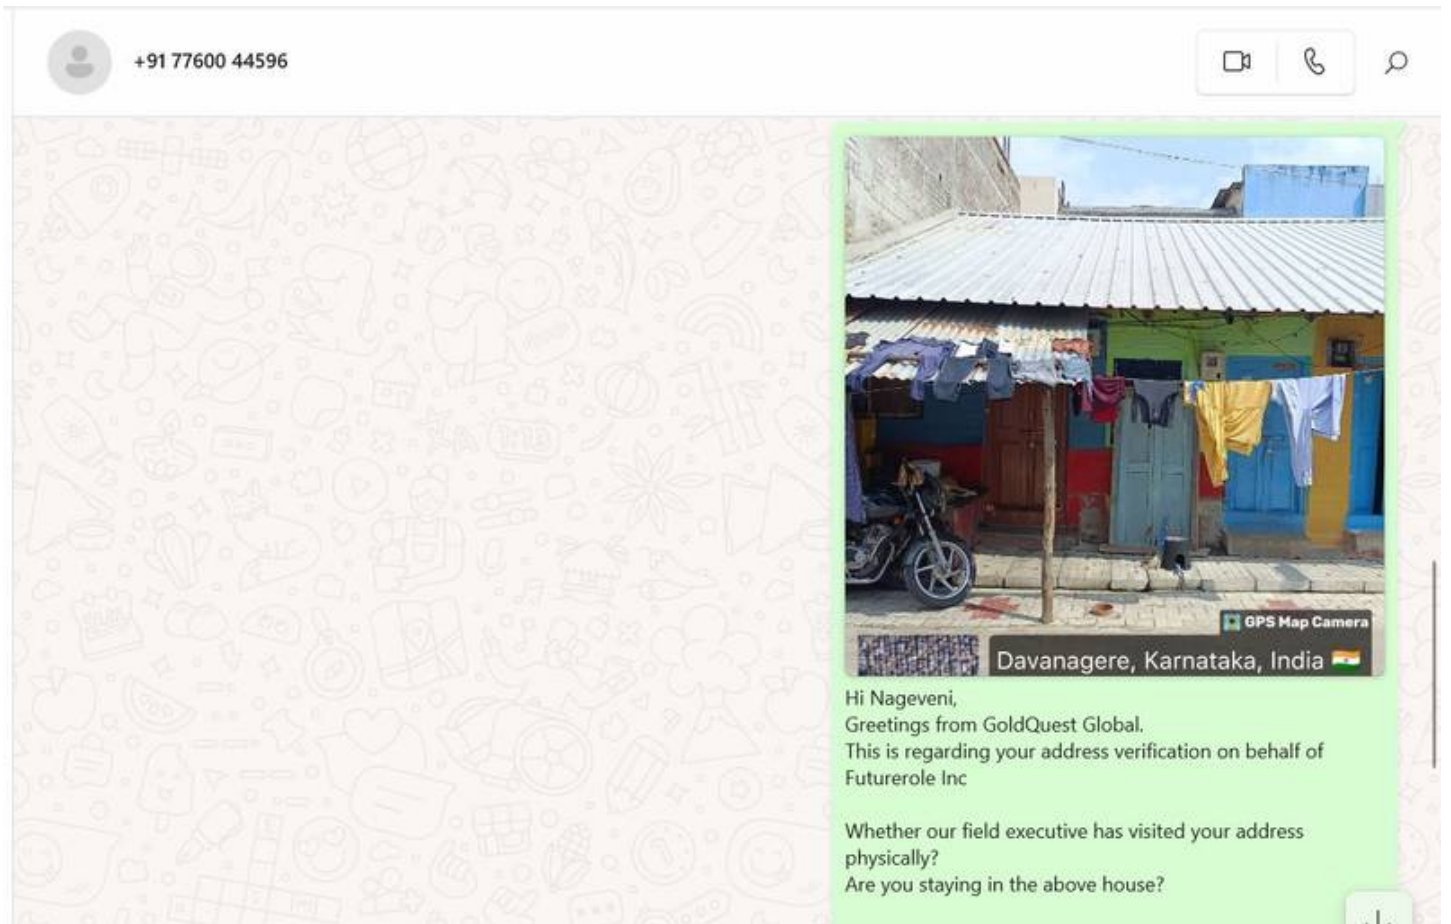 +91 77600 44596
GPS Map Camera
Davanagere, Karnataka, India
Hi Nageveni,
Greetings from GoldQuest Global.
This is regarding your address verification on behalf of
Futurerole Inc
Whether our field executive has visited your address
physically?
Are you staying in the above house?